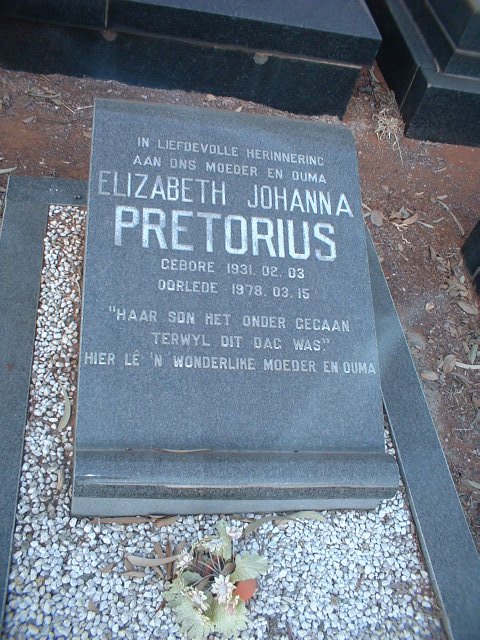 IN LIEFDEVOLLE HERINNERING
AAN ONS MOEDER EN OUMA
ELIZABETH JOHANNA
PRETORIUS
GEBORE 1931.02.03
OORLEDE 1978.03.15
"HAAR SON HET ONDER GEGAAN
TERWYL DIT DAG WAS"
HIER LÊ 'N WONDERLIKE MOEDER EN OUMA